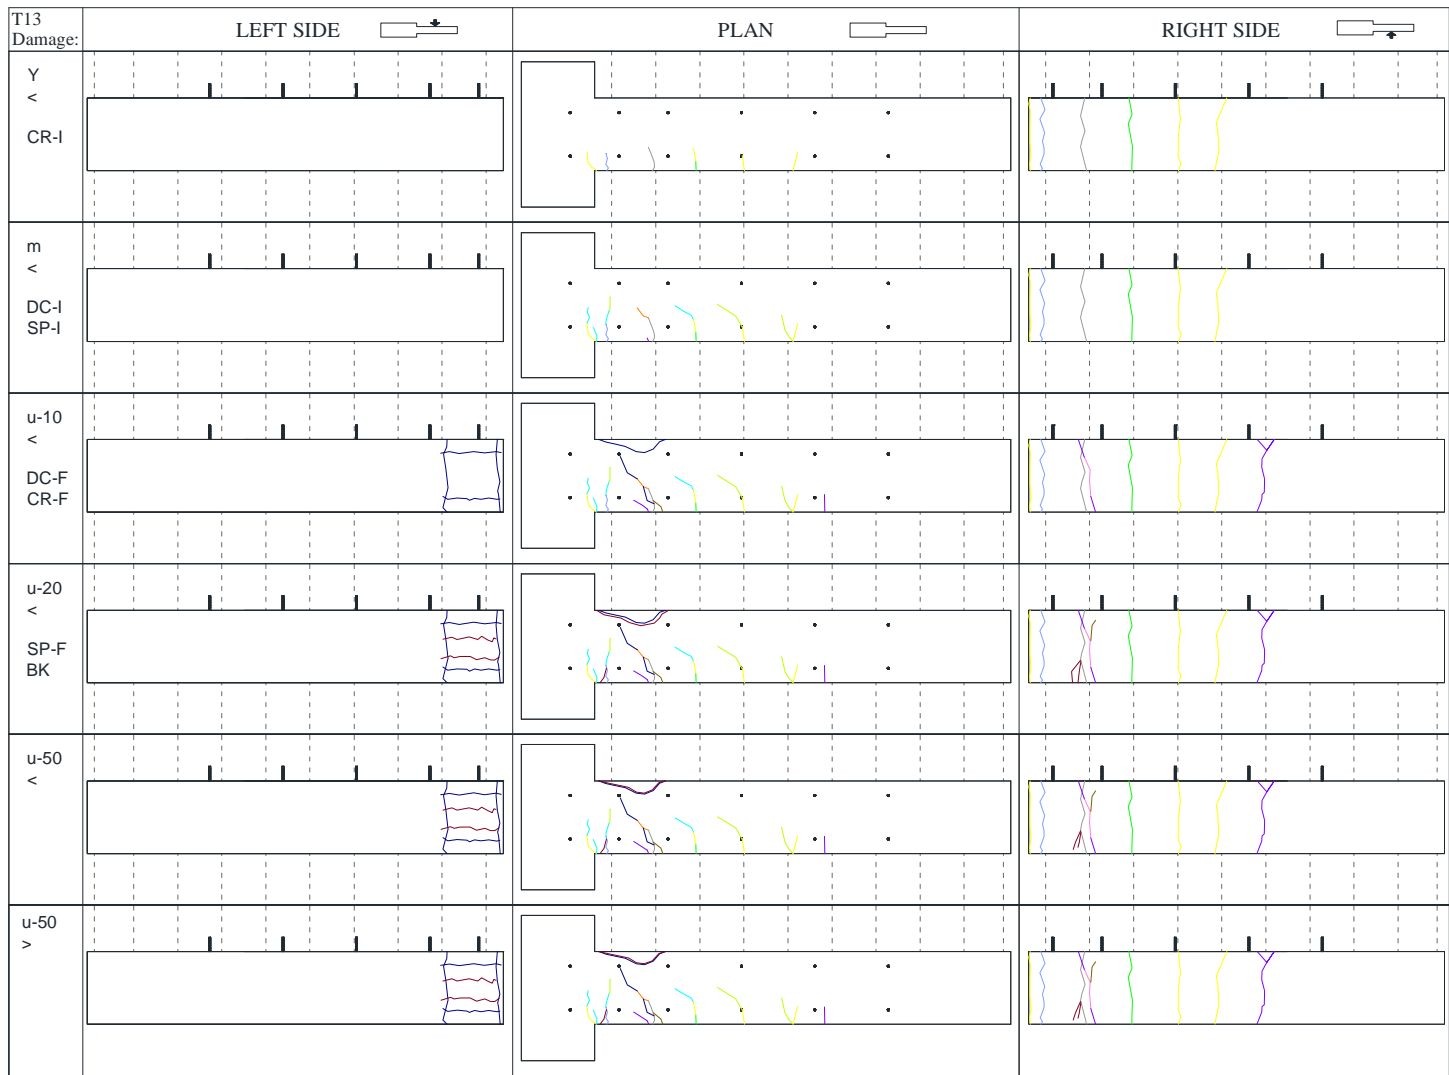 T13
Damage:
LEFT SIDE
PLAN
RIGHT SIDE
Y
<
CR-I
m
<
DC-I
SP-I
u-10
<
DC-F
CR-F
u-20
<
SP-F
BK
u-50
<
u-50
>